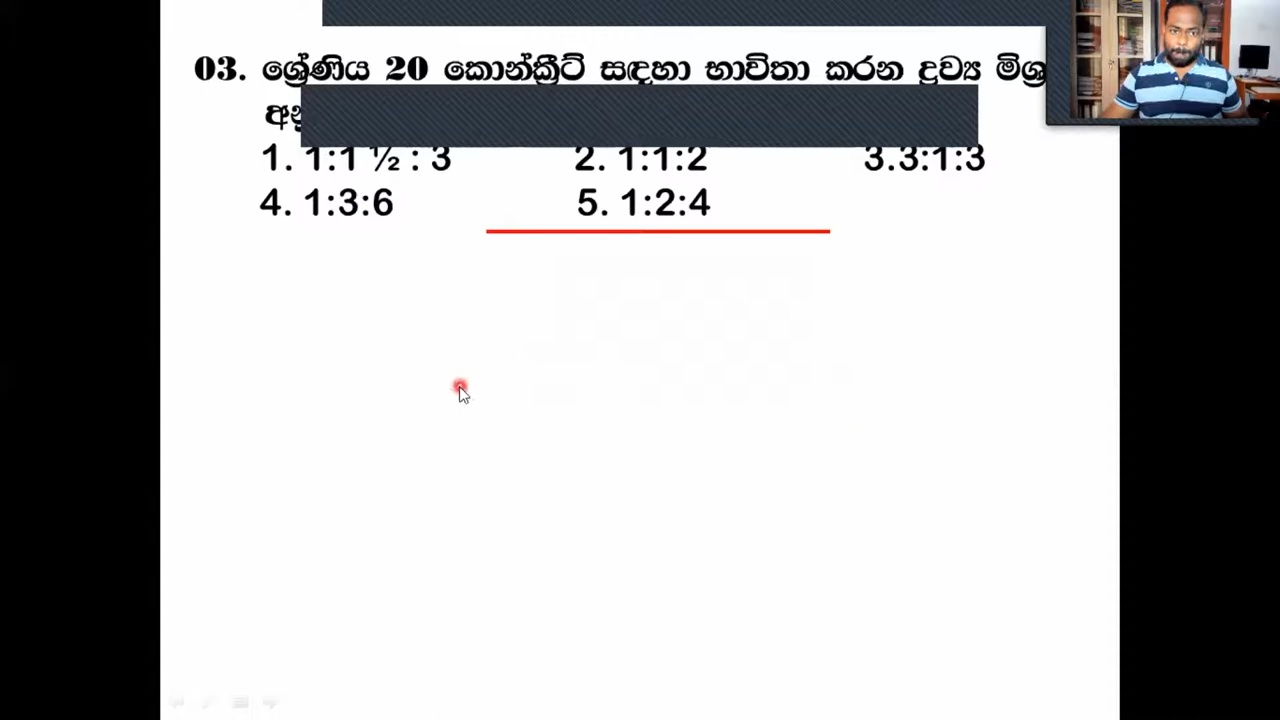 03. ශ්‍රේණිය 20 කොන්ක්‍රීට් සඳහා භාවිතා කරන ද්‍රව්‍ය
1. 1:1 ½ : 3 2. 1:1:2 3.3:1:3
4. 1:3:6 5. 1:2:4